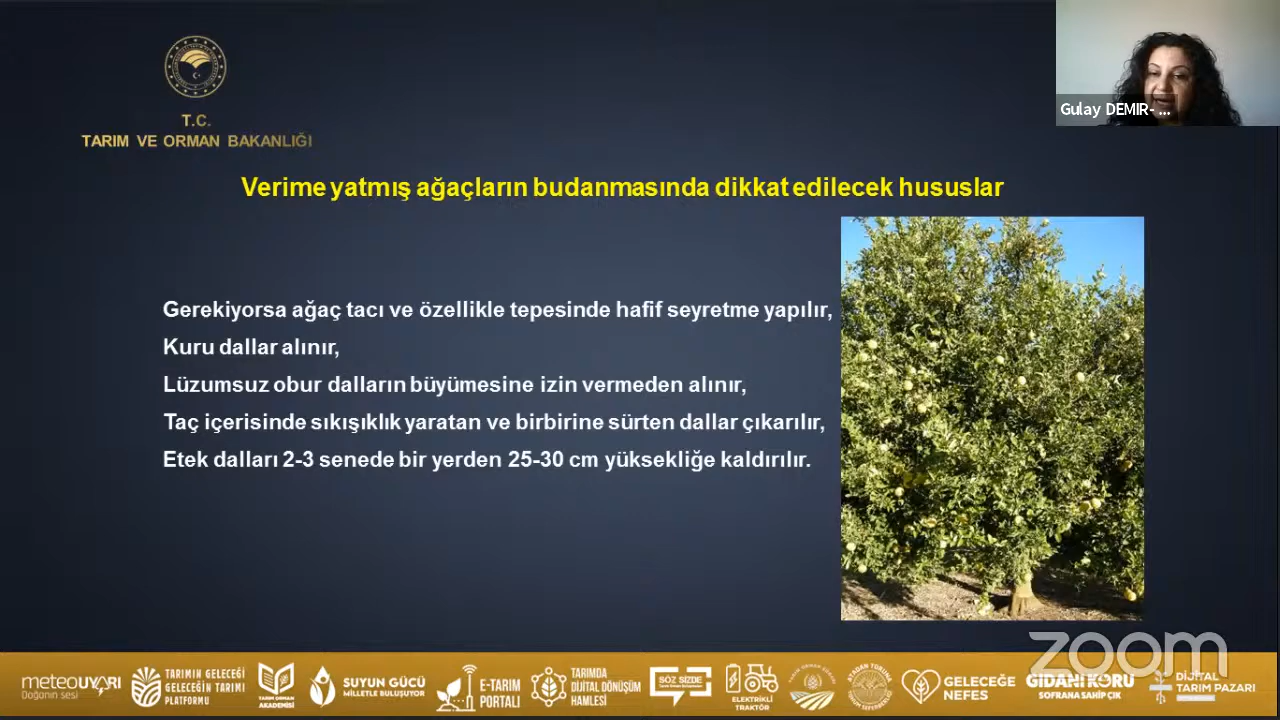 T.C.
TARIM VE ORMAN BAKANLIĞI
Gulay DEMIR- ...
Verime yatmış ağaçların budanmasında dikkat edilecek hususlar
Gerekiyorsa ağaç tacı ve özellikle tepesinde hafif seyretme yapılır,
Kuru dallar alınır,
Lüzumsuz obur dalların büyümesine izin vermeden alınır,
Taç içerisinde sıkışıklık yaratan ve birbirine sürten dallar çıkarılır,
Etek dalları 2-3 senede bir yerden 25-30 cm yüksekliğe kaldırılır.
zoom
meteoUYARI
Doğanın sesi
TARIMIN GELECEĞİ
GELECEĞİN TARIMI
PLATFORMU
TARIM ORMAN
AKADEMİSİ
SUYUN GÜCÜ
MİLLETLE BULUŞUYOR
E-TARIM
PORTALI
TARIMDA
DİJİTAL DÖNÜŞÜM
HAMLESİ
SÖZ SİZDE
ELEKTRİKLİ
TRAKTÖR
GELECEĞE
NEFES
GIDANI KORU
SOFRANA SAHİP ÇIK
DİJİTAL
TARIM PAZARI